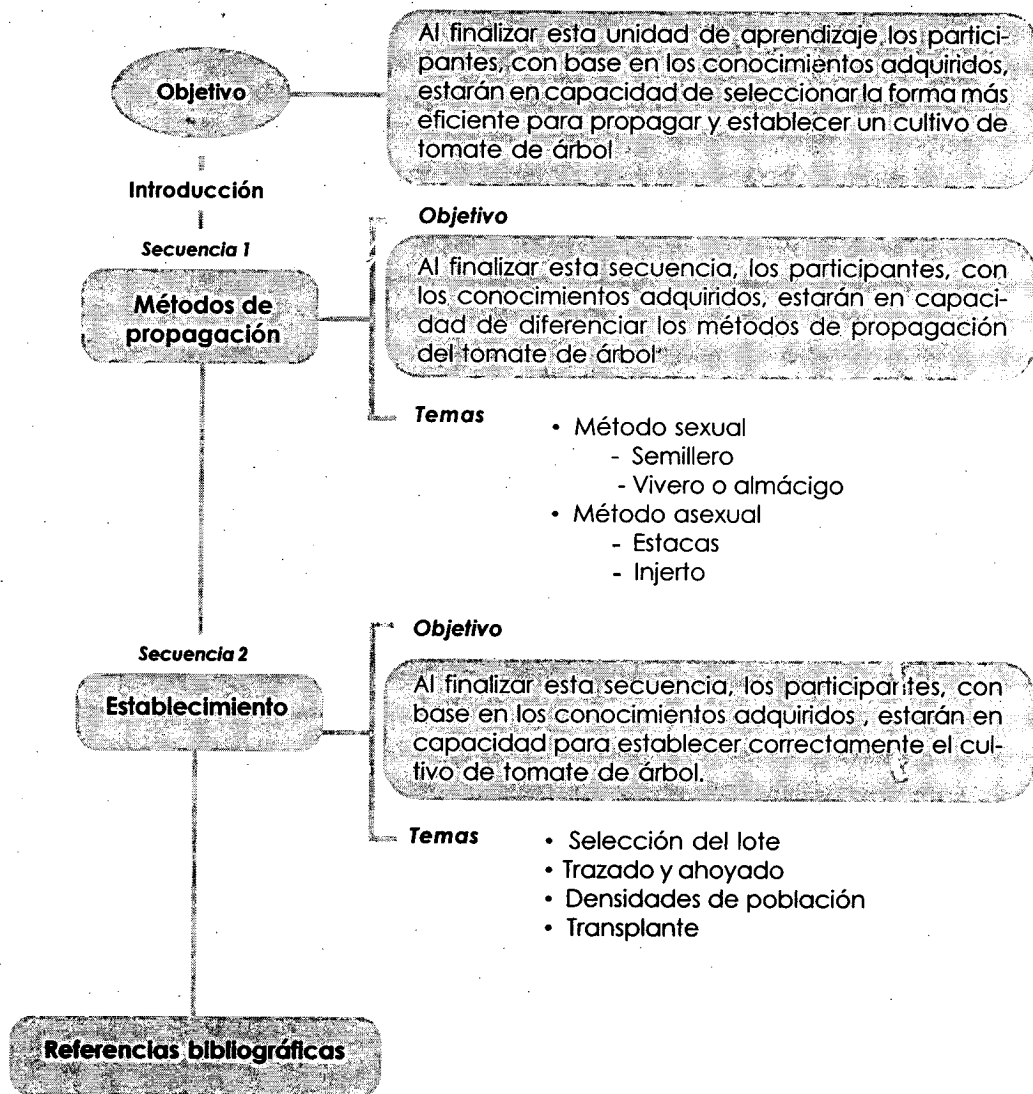 Objetivo
Al finalizar esta unidad de aprendizaje los partici-
pantes, con base en los conocimientos adquiridos,
estarán en capacidad de seleccionar la forma más
eficiente para propagar y establecer un cultivo de
tomate de árbol
Introducción
Secuencia 1
Métodos de
propagación
Objetivo
Al finalizar esta secuencia, los participantes, con
los conocimientos adquiridos, estarán en capaci-
dad de diferenciar los métodos de propagación
del tomate de árbol
Temas
• Método sexual
- Semillero
- Vivero o almácigo
• Método asexual
- Estacas
- Injerto
Secuencia 2
Establecimiento
Objetivo
Al finalizar esta secuencia, los participantes, con
base en los conocimientos adquiridos , estarán en
capacidad para establecer correctamente el cul-
tivo de tomate de árbol.
Temas
• Selección del lote
• Trazado y ahoyado
• Densidades de población
• Transplante
Referencias bibliográficas